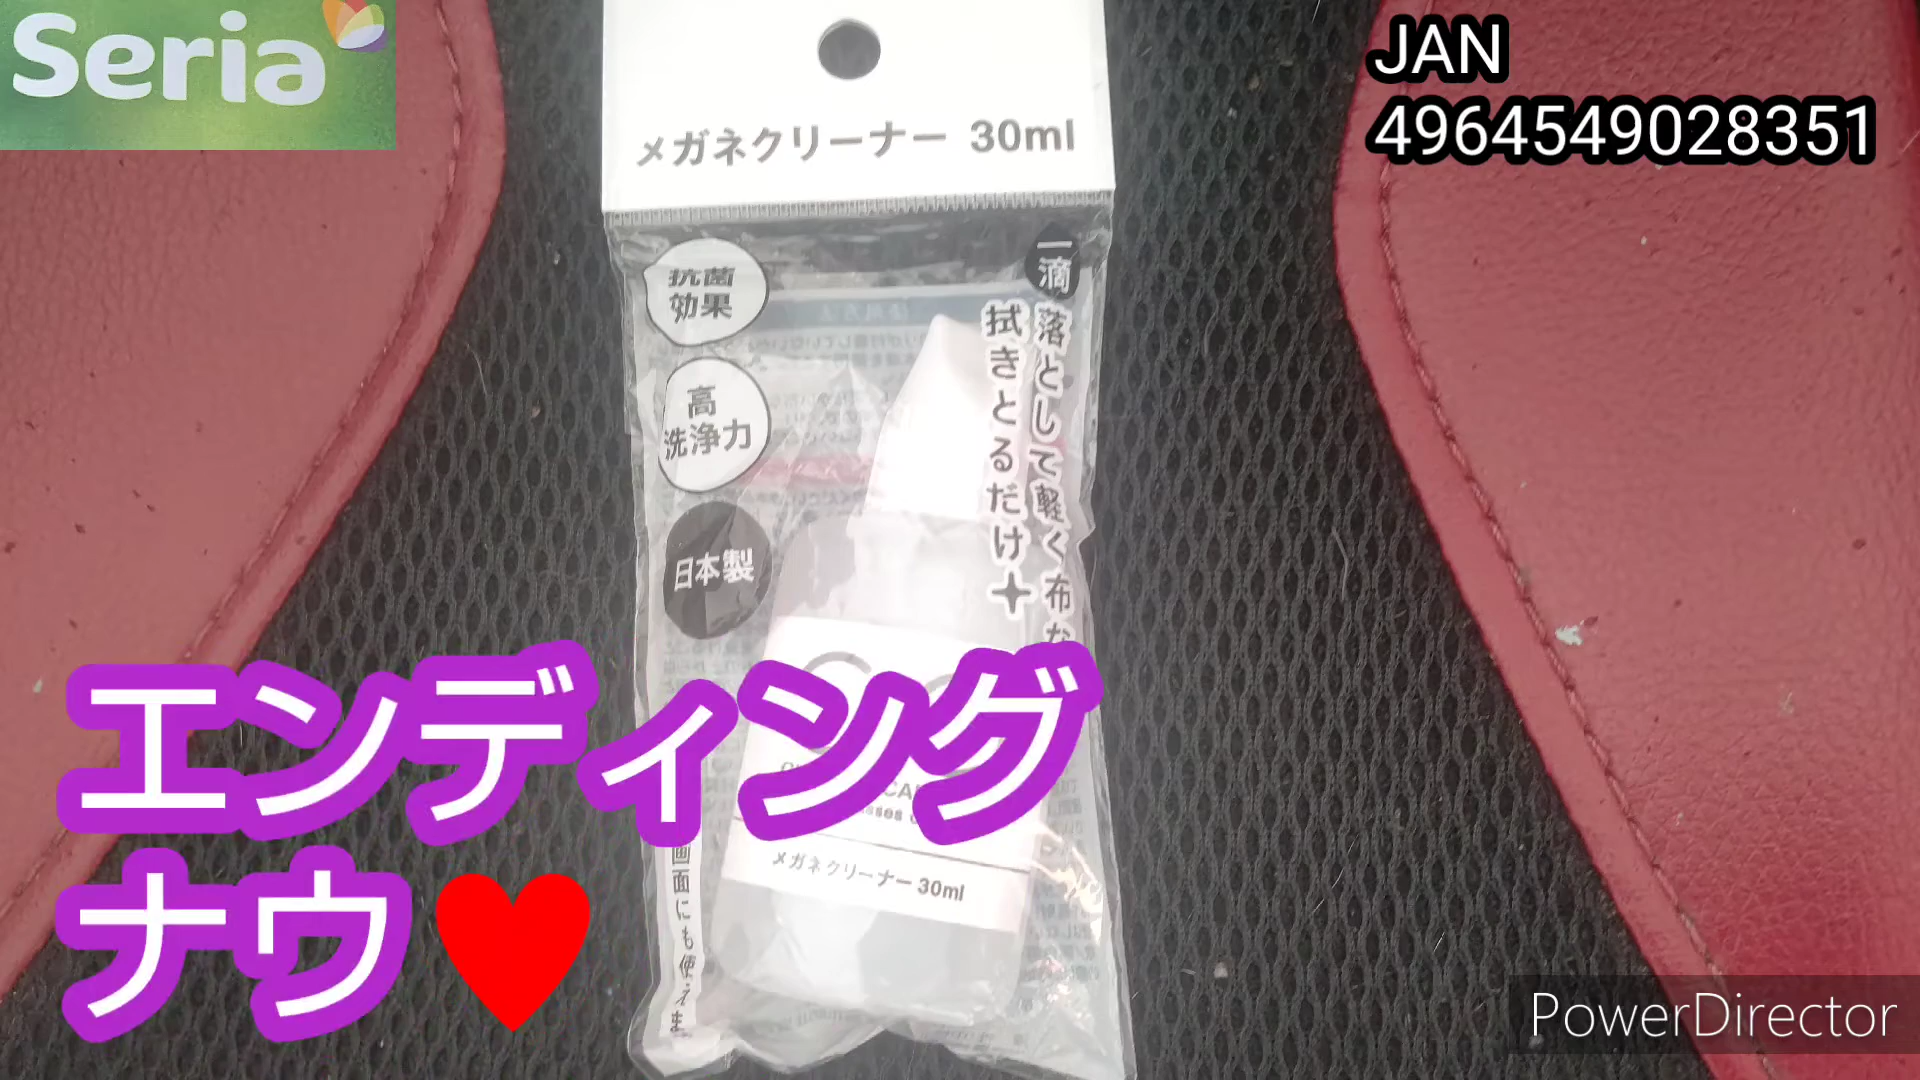 Seria
JAN
4964549028351
メガネクリーナー 30ml
抗菌
効果
高
洗浄力
日本製
一滴落として軽く布な
拭きとるだけ
エンディング
ナウ♥
メガネクリーナー 30ml
画面にも使えま
PowerDirector